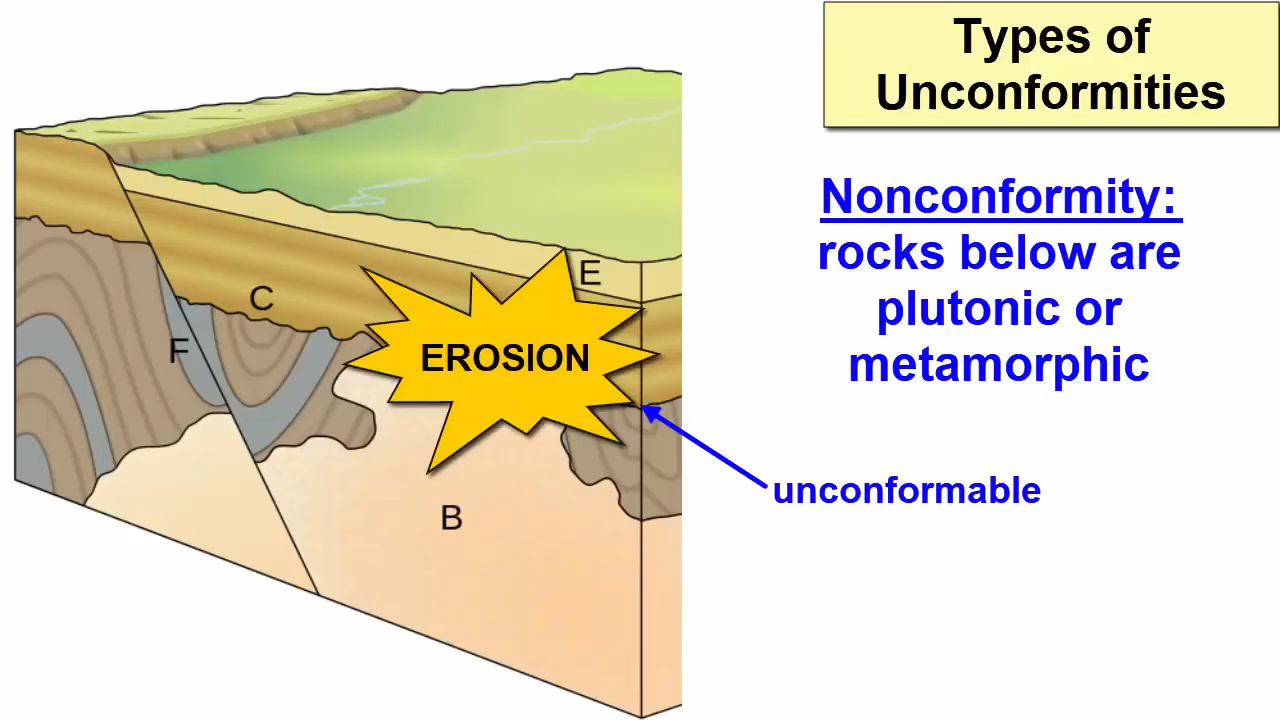 Types of
Unconformities
Nonconformity:
rocks below are
plutonic or
metamorphic
E
C
F
EROSION
unconformable
B